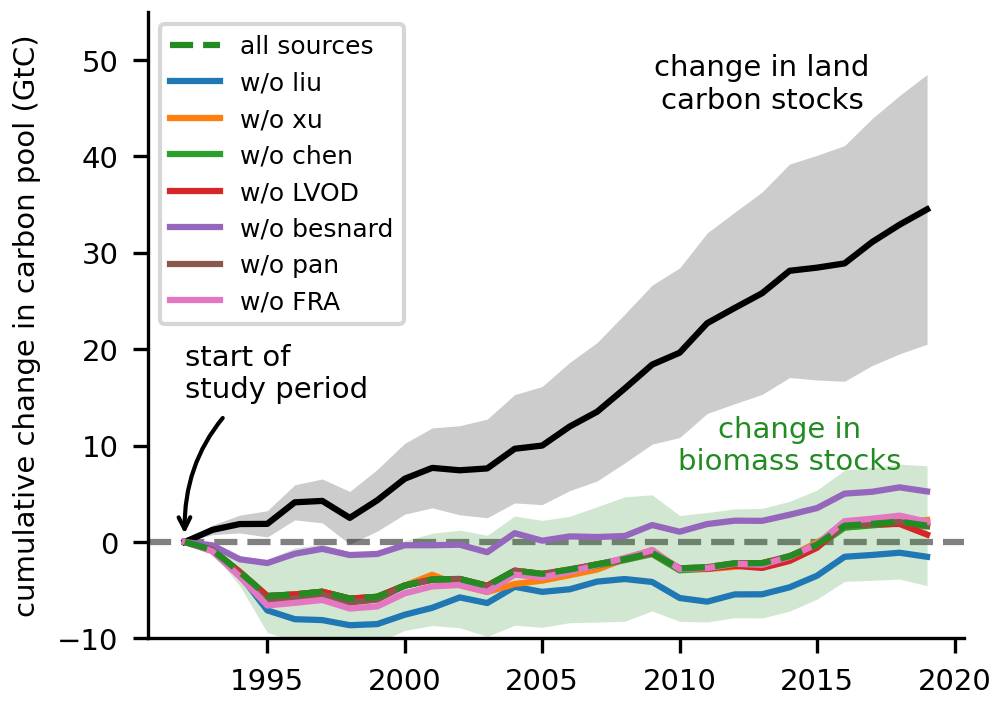 cumulative change in carbon pool (GtC)
50
40
30
20
10
0
−10
all sources
w/o liu
w/o xu
w/o chen
w/o LVOD
w/o besnard
w/o pan
w/o FRA
change in land
carbon stocks
start of
study period
change in
biomass stocks
1995
2000
2005
2010
2015
2020